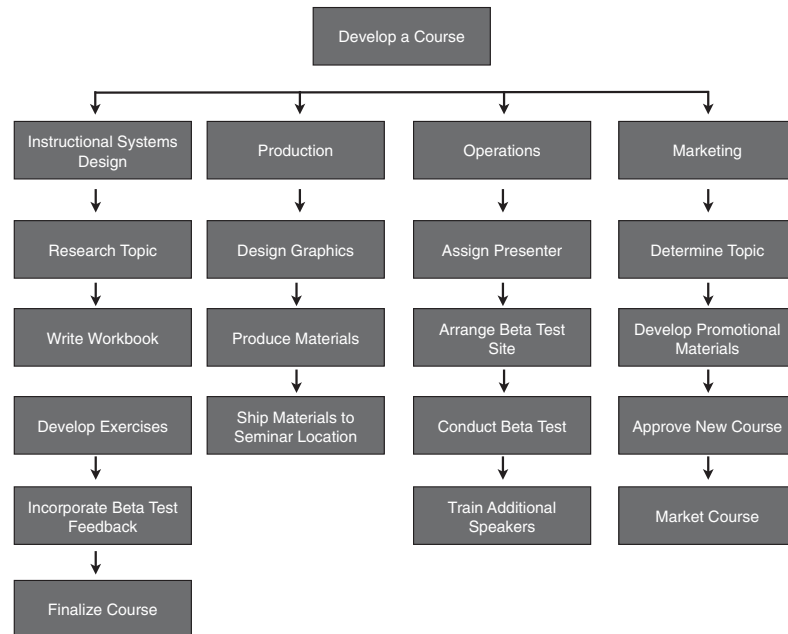 Develop a Course
Instructional Systems
Design
Production
Operations
Marketing
Research Topic
Design Graphics
Assign Presenter
Determine Topic
Write Workbook
Produce Materials
Arrange Beta Test
Site
Develop Promotional
Materials
Develop Exercises
Ship Materials to
Seminar Location
Conduct Beta Test
Approve New Course
Incorporate Beta Test
Feedback
Train Additional
Speakers
Market Course
Finalize Course